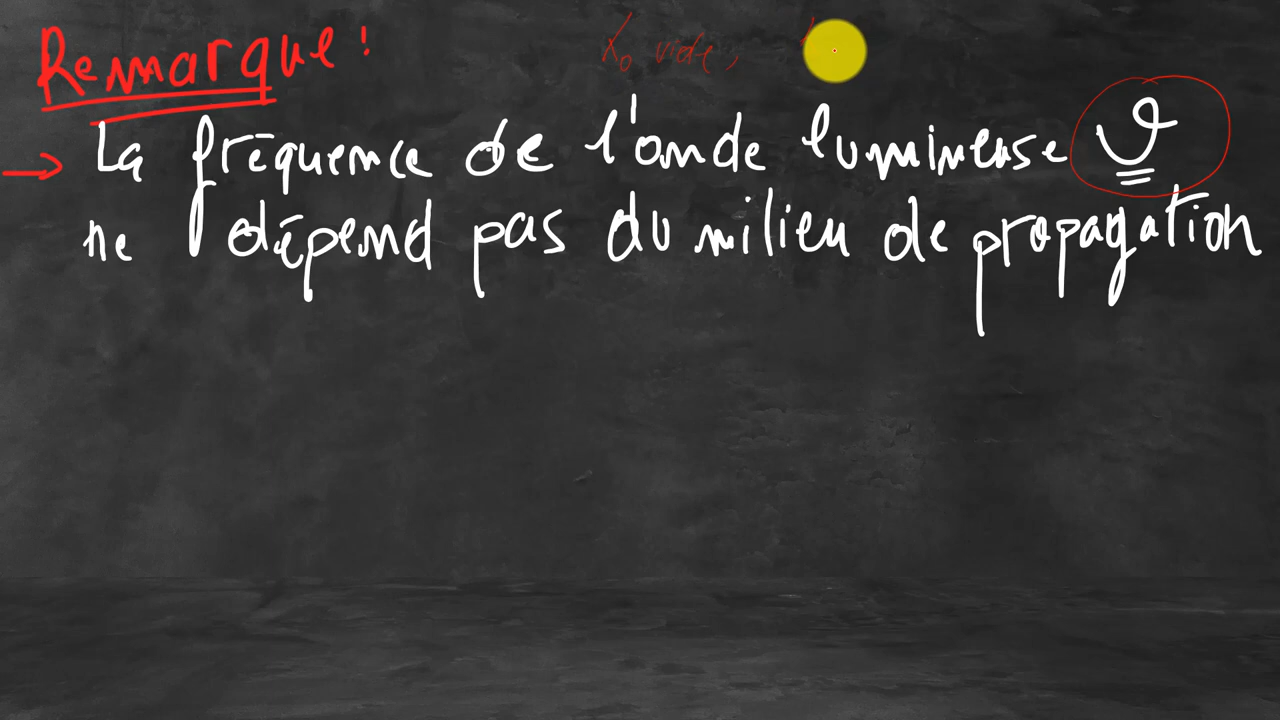 λ₀ vide,
Remarque :
→ La fréquence de l'onde lumineuse ϑ
ne dépend pas du milieu de propagation